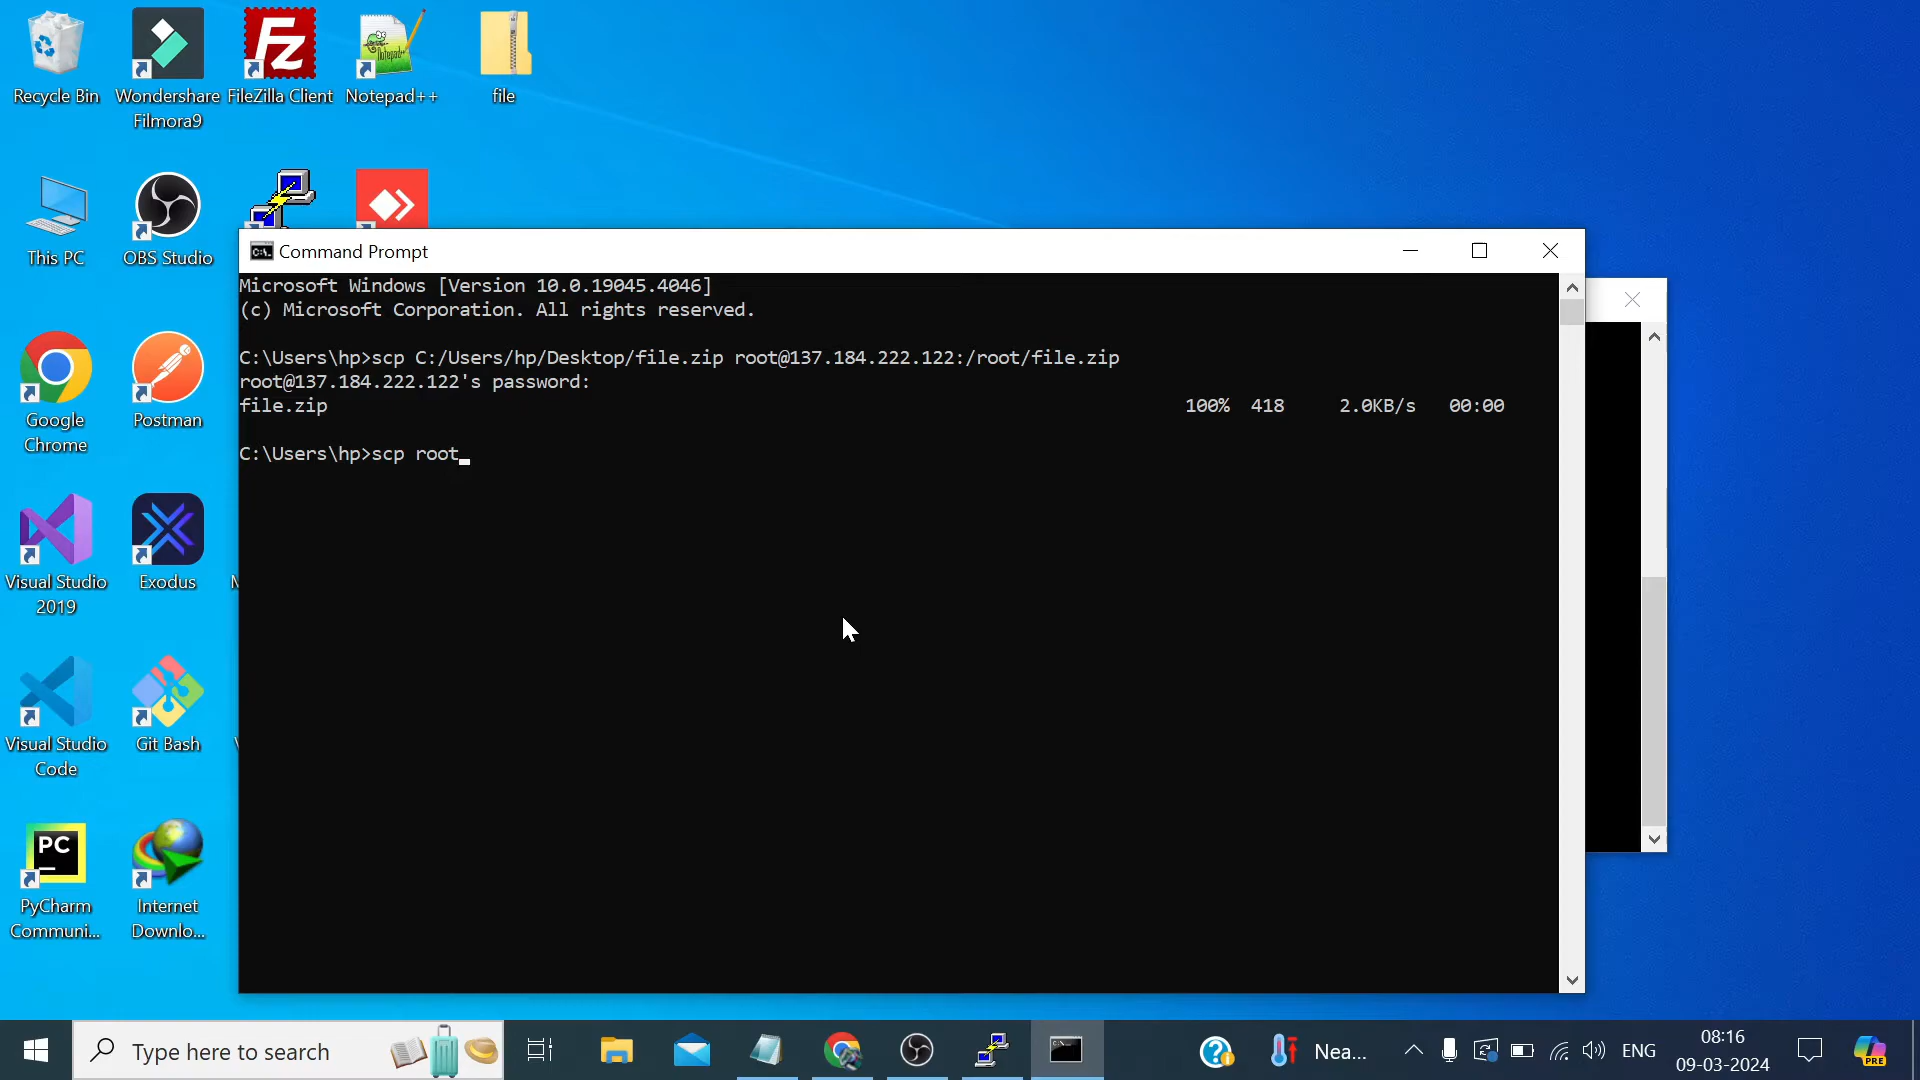 Recycle Bin
Wondershare
Filmora9
FileZilla Client
Notepad++
file
This PC
OBS Studio
Google
Chrome
Postman
Visual Studio
2019
Exodus
Visual Studio
Code
Git Bash
PC
PyCharm
Communi...
Internet
Downlo...
Command Prompt
Microsoft Windows [Version 10.0.19045.4046]
(c) Microsoft Corporation. All rights reserved.
C:\Users\hp>scp C:/Users/hp/Desktop/file.zip root@137.184.222.122:/root/file.zip
root@137.184.222.122's password:
file.zip 100% 418 2.0KB/s 00:00
C:\Users\hp>scp root_
Type here to search
Nea...
ENG
08:16
09-03-2024
PRE